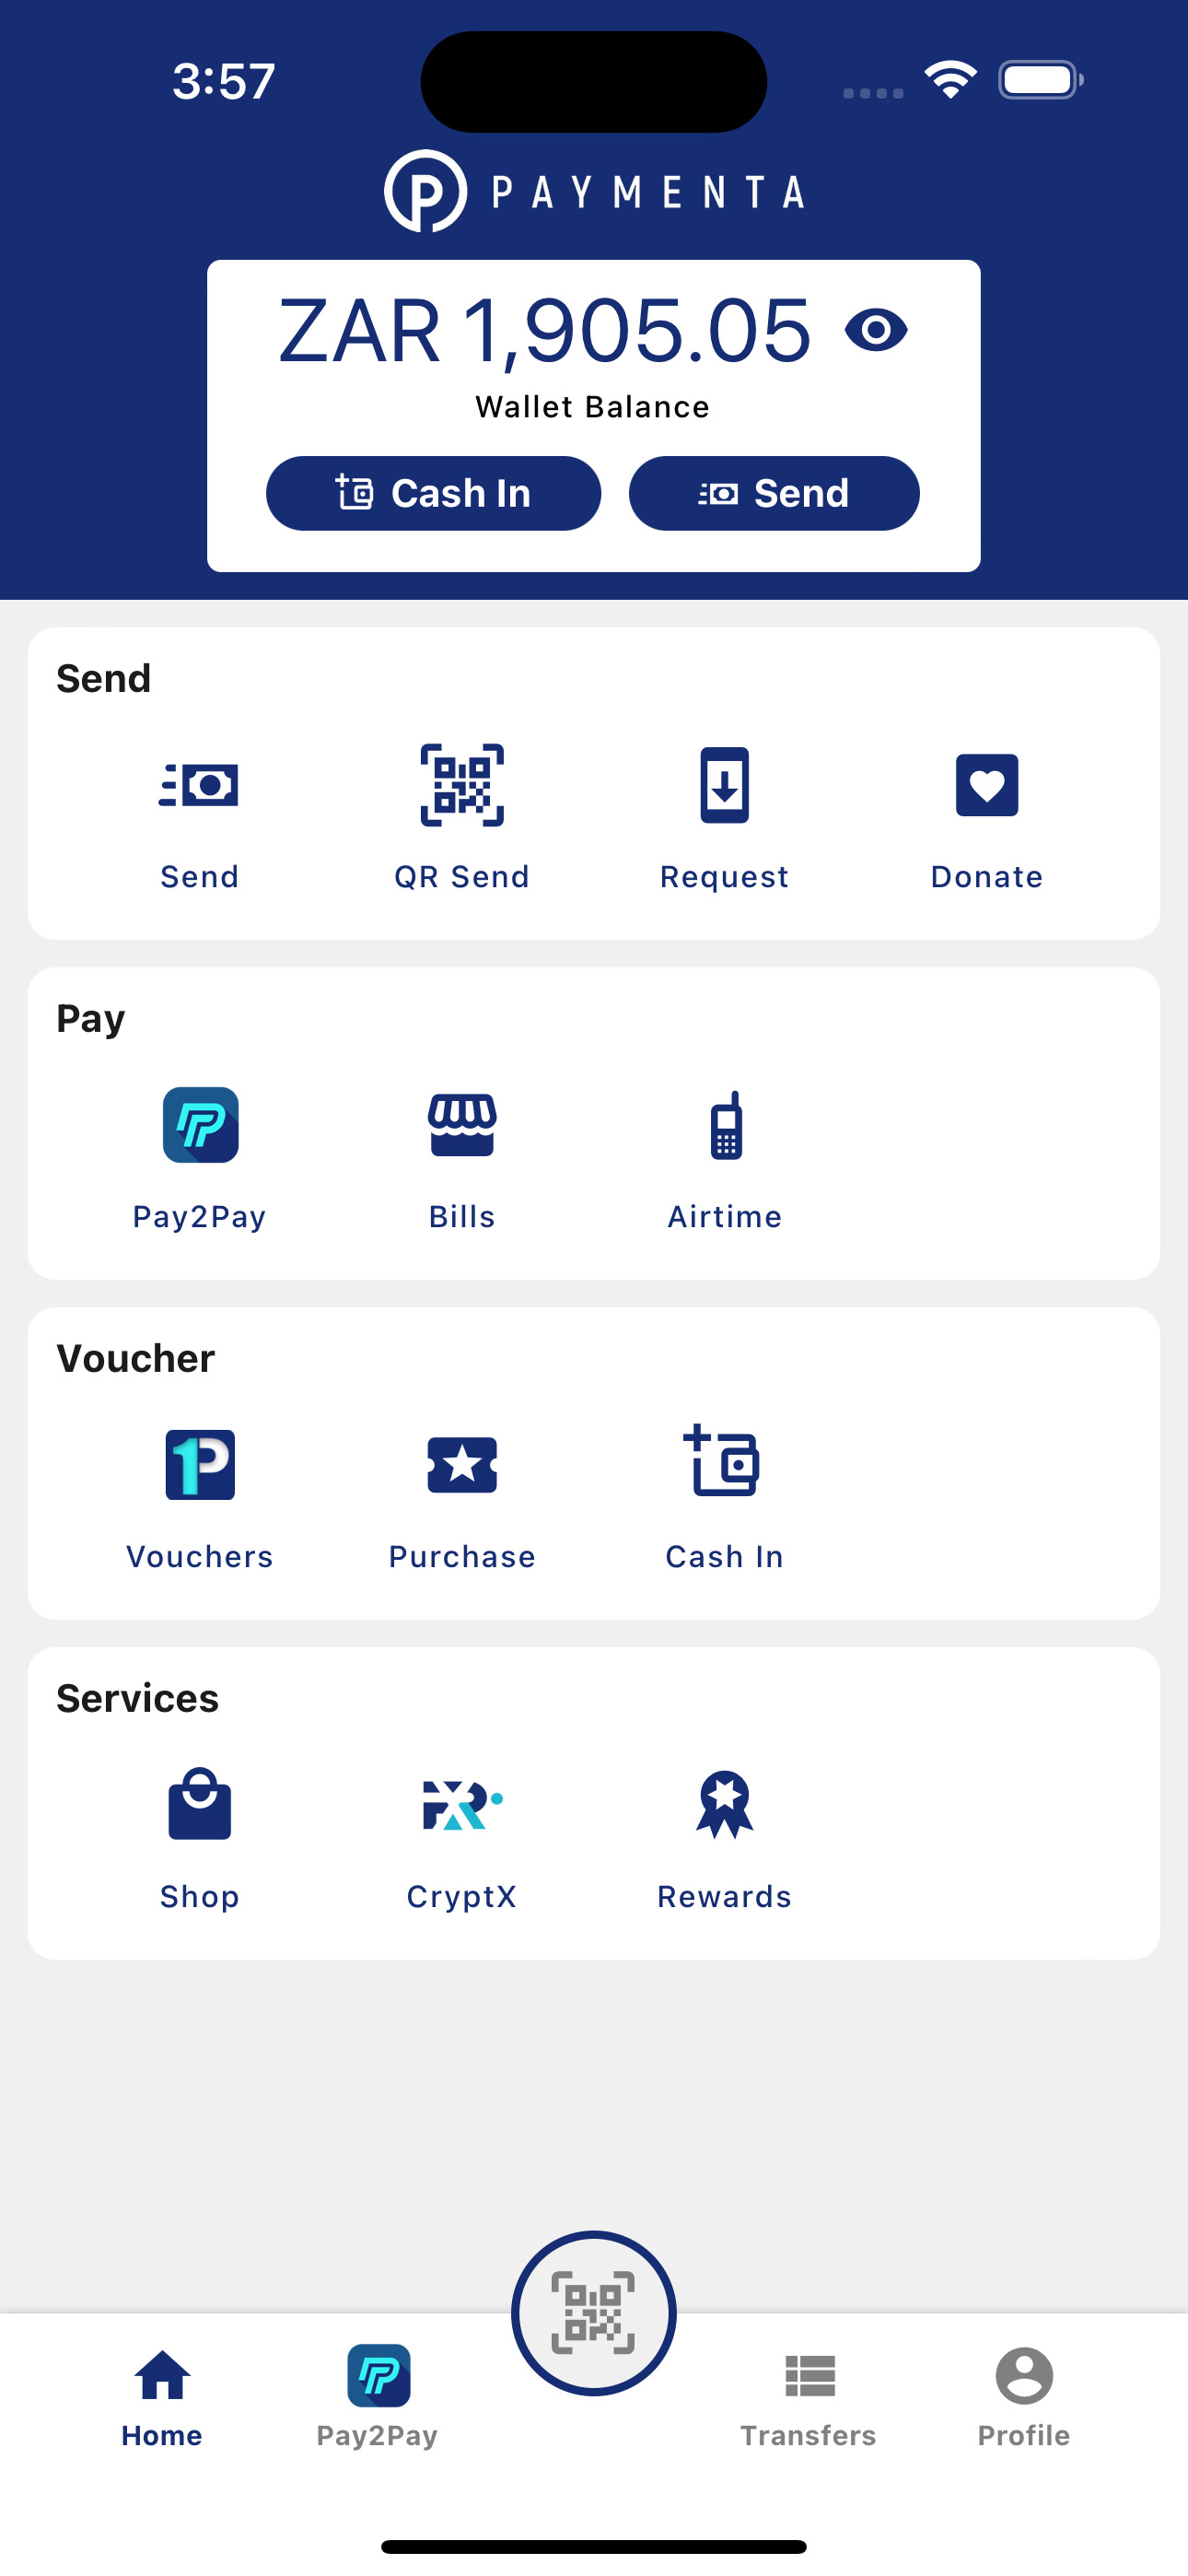 3:57
PAYMENTA
ZAR 1,905.05
Wallet Balance
Cash In
Send
Send
Send
QR Send
Request
Donate
Pay
Pay2Pay
Bills
Airtime
Voucher
1P
Vouchers
Purchase
Cash In
Services
Shop
CryptX
Rewards
Home
Pay2Pay
Transfers
Profile